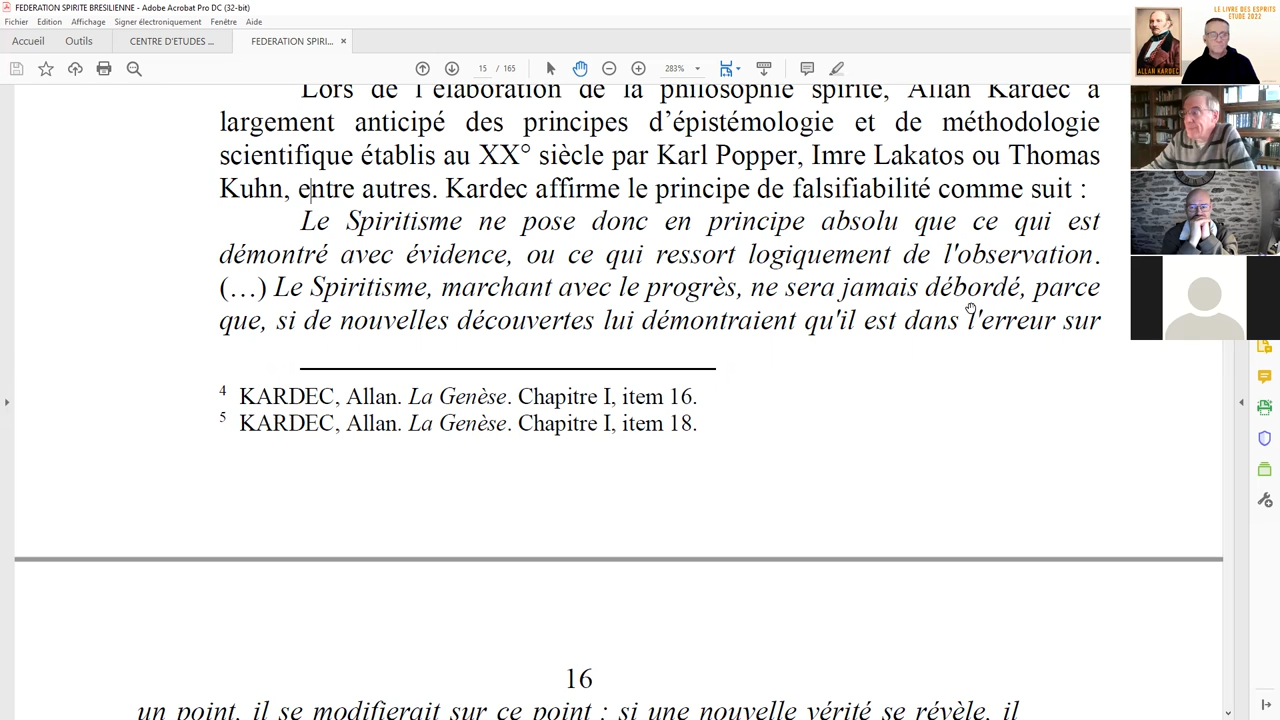 FEDERATION SPIRITE BRESILIENNE - Adobe Acrobat Pro DC (32-bit)
Fichier Edition Affichage Signer électroniquement Fenêtre Aide
Accueil Outils CENTRE D'ETUDES ... FEDERATION SPIRI... ×
15 / 165 283%
LE LIVRE DES ESPRITS
ÉTUDE 2022
ALLAN KARDEC
Lors de l'élaboration de la philosophie spirite, Allan Kardec a
largement anticipé des principes d'épistémologie et de méthodologie
scientifique établis au XX° siècle par Karl Popper, Imre Lakatos ou Thomas
Kuhn, entre autres. Kardec affirme le principe de falsifiabilité comme suit :
Le Spiritisme ne pose donc en principe absolu que ce qui est
démontré avec évidence, ou ce qui ressort logiquement de l'observation.
(…) Le Spiritisme, marchant avec le progrès, ne sera jamais débordé, parce
que, si de nouvelles découvertes lui démontraient qu'il est dans l'erreur sur
4 KARDEC, Allan. La Genèse. Chapitre I, item 16.
5 KARDEC, Allan. La Genèse. Chapitre I, item 18.
16
un point, il se modifierait sur ce point ; si une nouvelle vérité se révèle, il